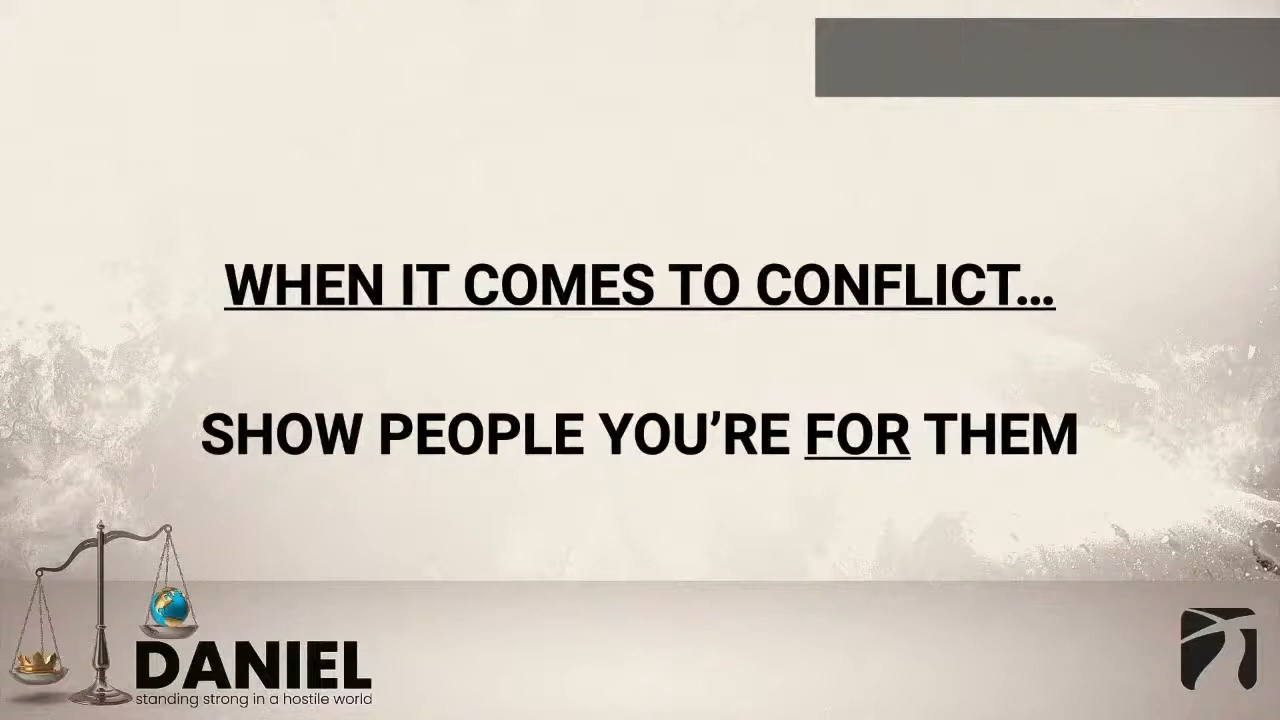 WHEN IT COMES TO CONFLICT...
SHOW PEOPLE YOU’RE FOR THEM
DANIEL
standing strong in a hostile world